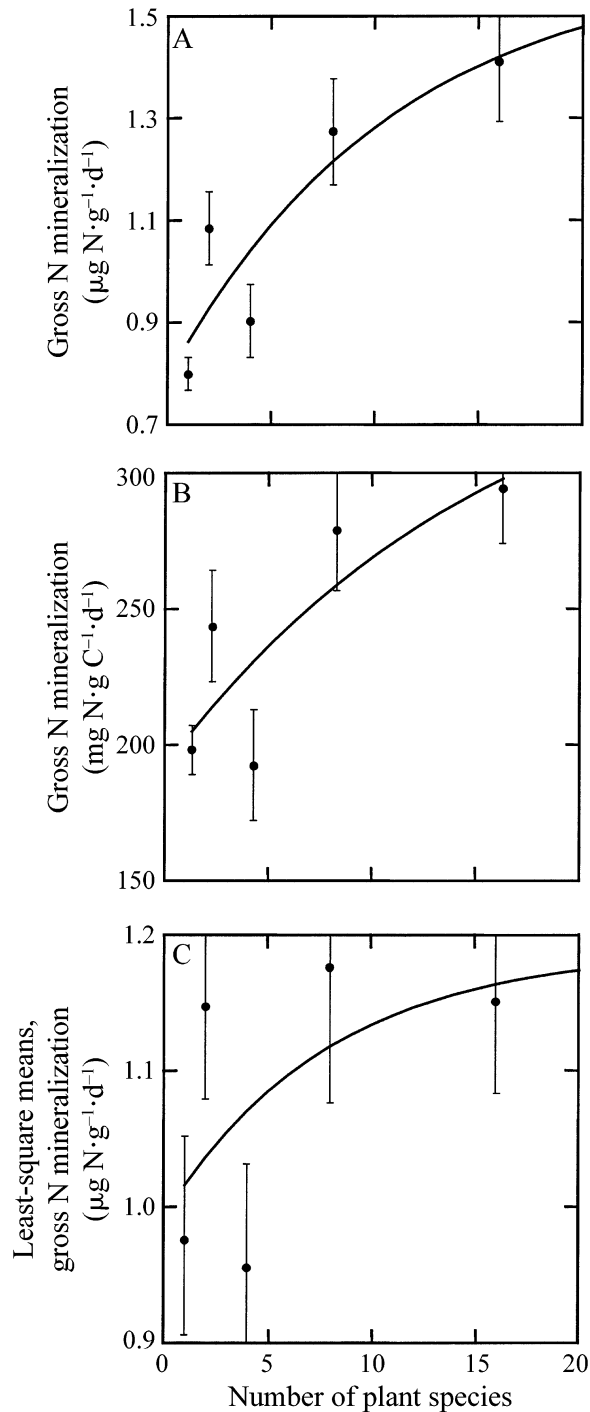 A
Gross N mineralization
(µg N·g⁻¹·d⁻¹)
1.5
1.3
1.1
0.9
0.7
B
Gross N mineralization
(mg N·g C⁻¹·d⁻¹)
300
250
200
150
C
Least-square means,
gross N mineralization
(µg N·g⁻¹·d⁻¹)
1.2
1.1
1.0
0.9
0 5 10 15 20
Number of plant species